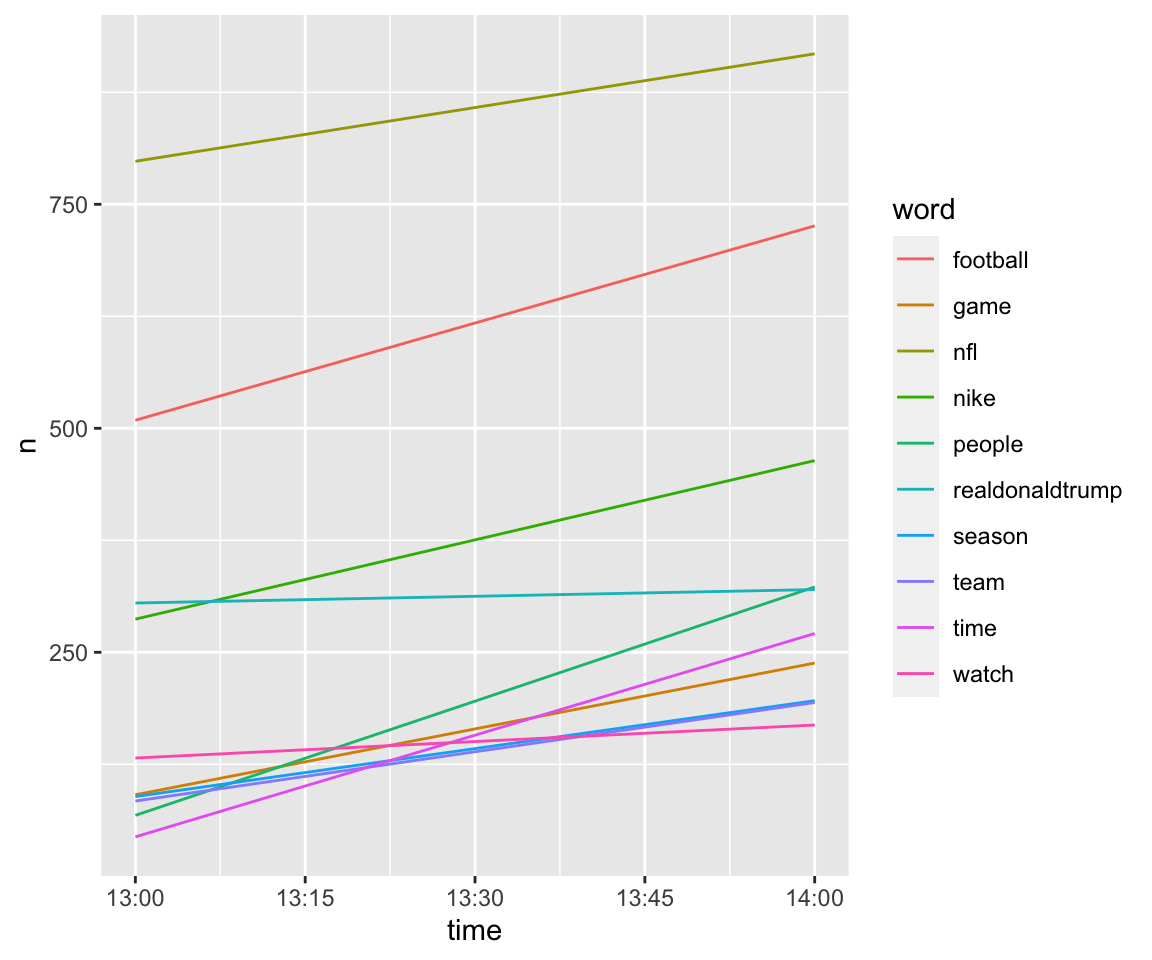 750
500
250
n
13:00 13:15 13:30 13:45 14:00
time
word
football
game
nfl
nike
people
realdonaldtrump
season
team
time
watch